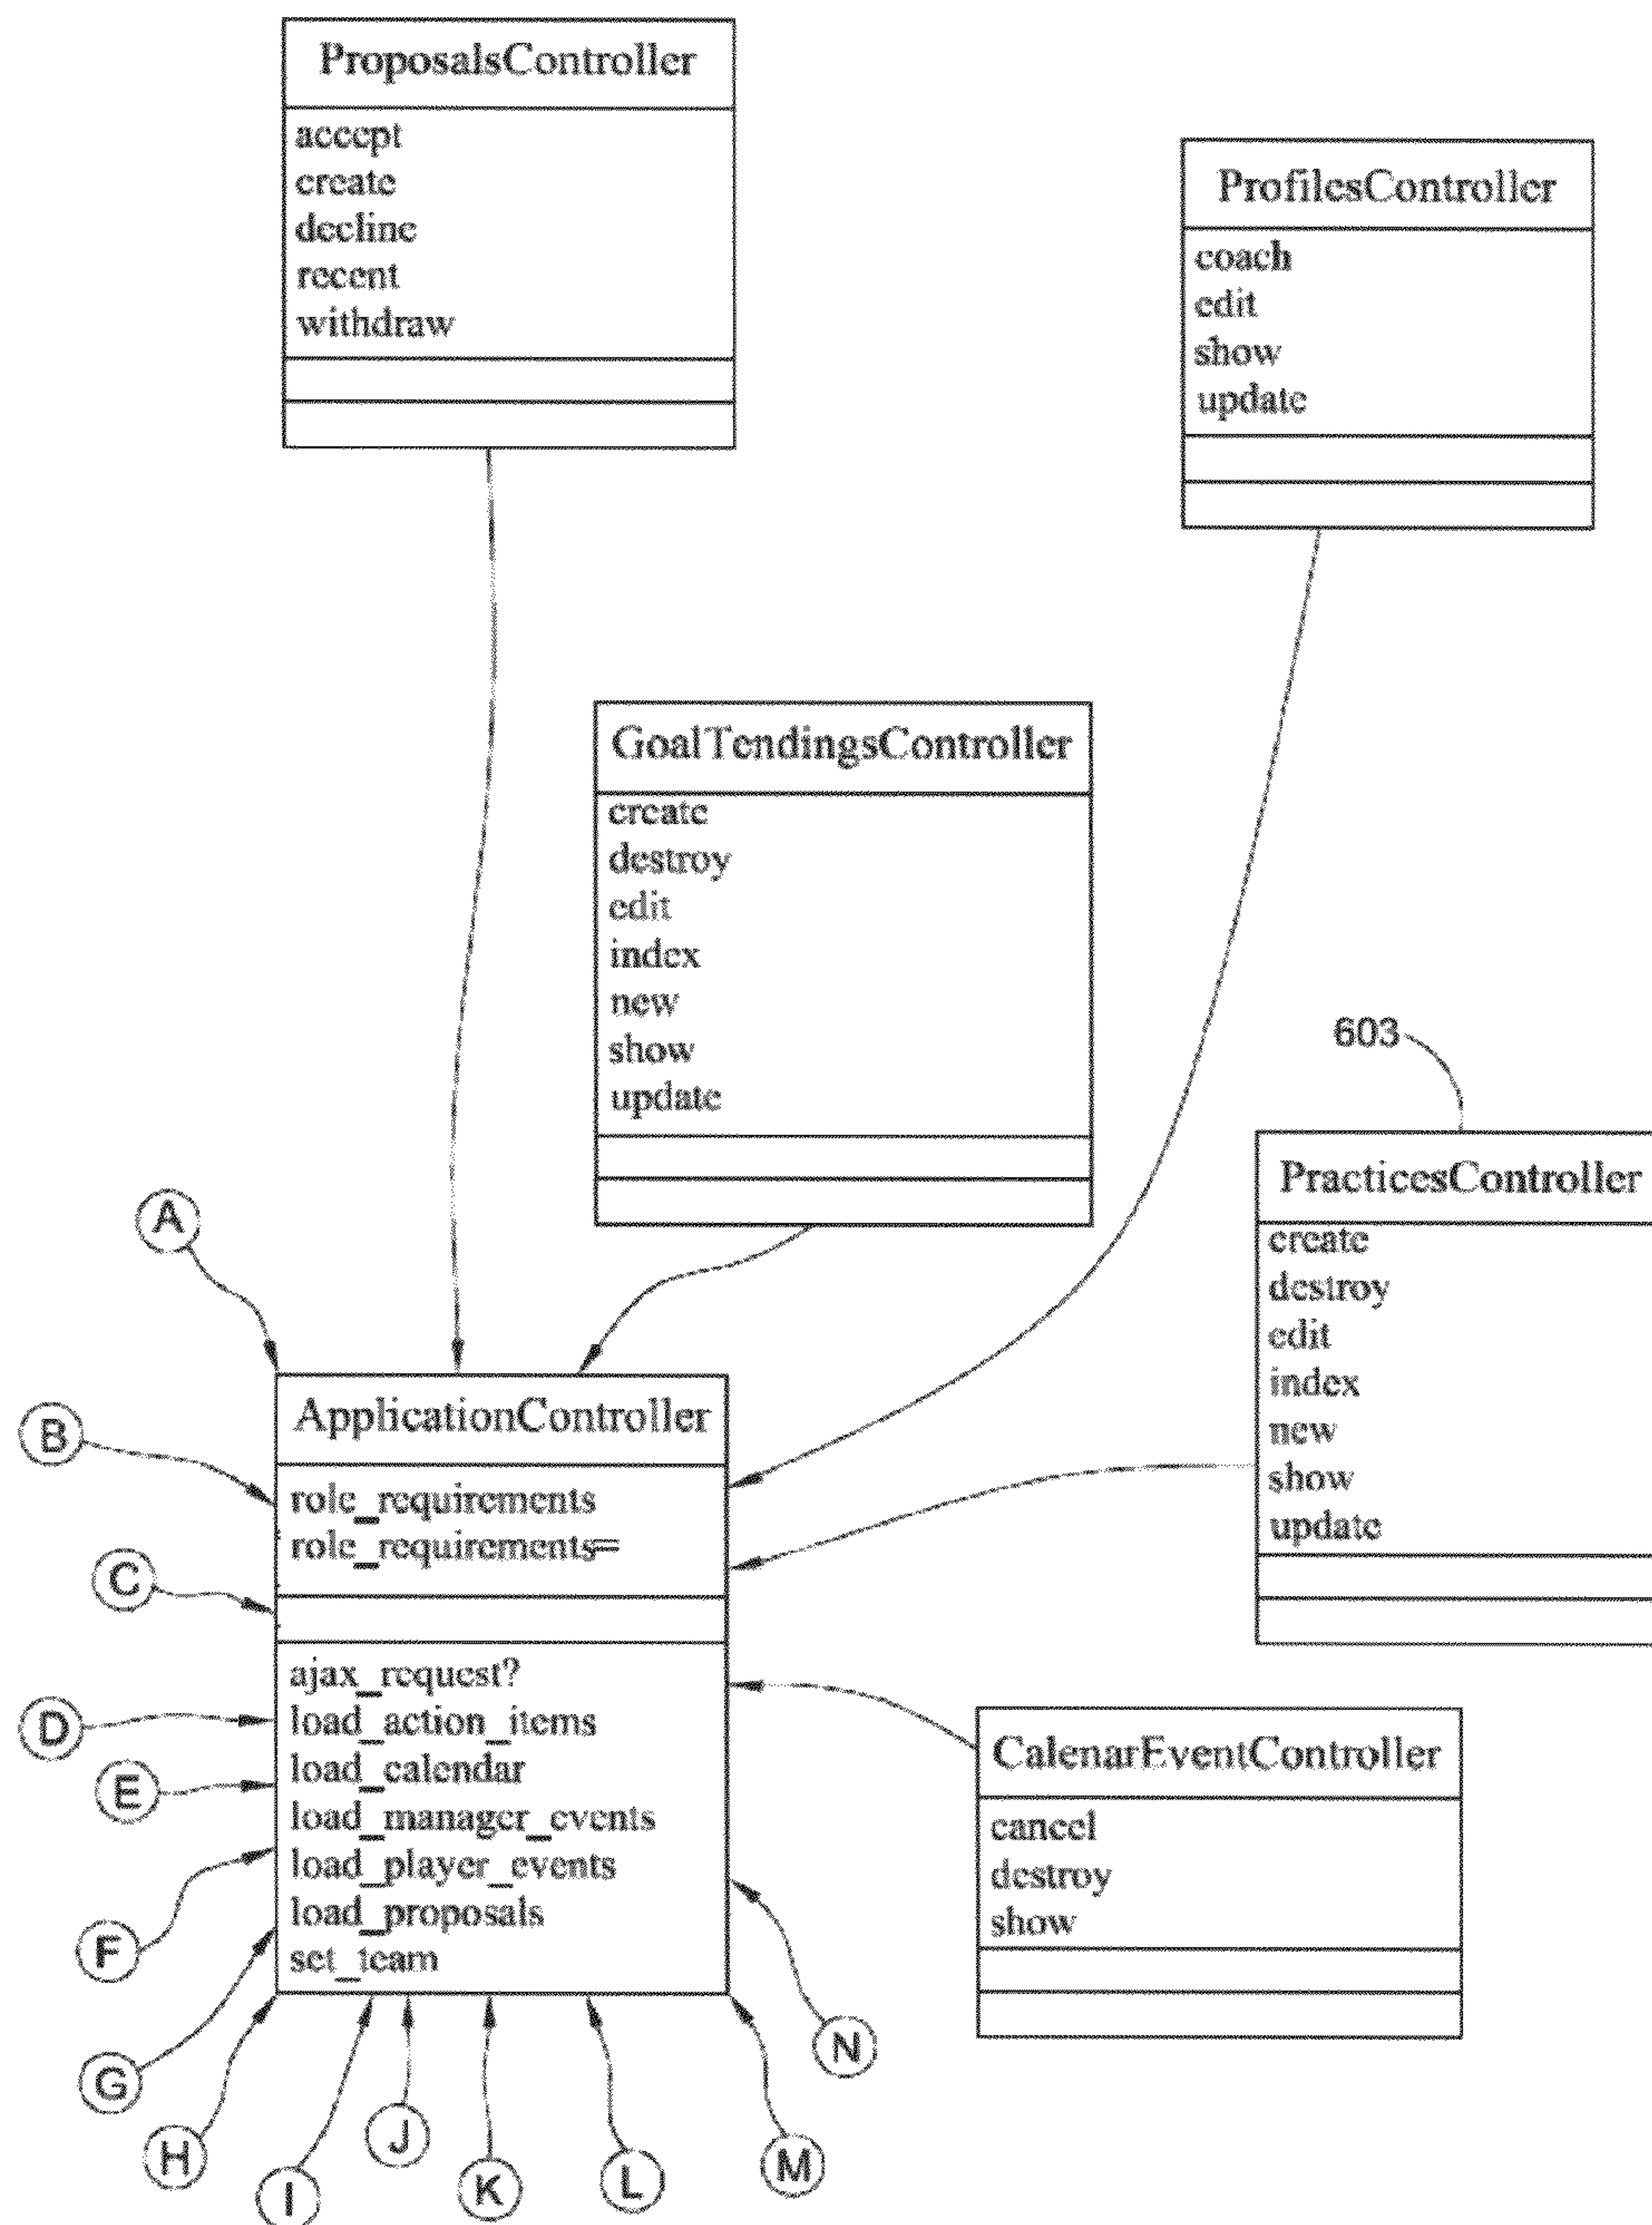 ProposalsController
accept
create
decline
recent
withdraw
ProfilesController
coach
edit
show
update
GoalTendingsController
create
destroy
edit
index
new
show
update
603
PracticesController
create
destroy
edit
index
new
show
update
A
B
C
D
E
F
G
H
I
J
K
L
M
N
ApplicationController
role_requirements
role_requirements=
ajax_request?
load_action_items
load_calendar
load_manager_events
load_player_events
load_proposals
set_team
CalenarEventController
cancel
destroy
show